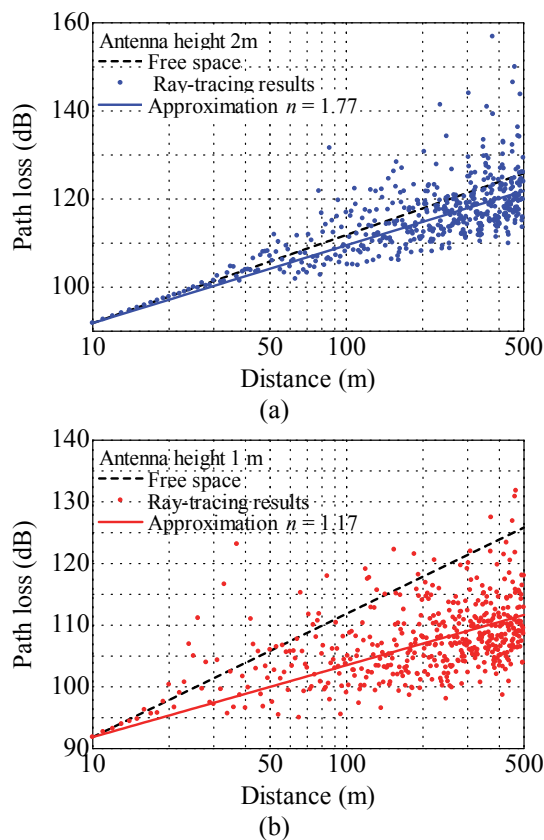 Antenna height 2m
Free space
Ray-tracing results
Approximation n = 1.77
160
140
120
100
Path loss (dB)
10
50
100
500
Distance (m)
(a)
Antenna height 1 m
Free space
Ray-tracing results
Approximation n = 1.17
140
130
120
110
100
90
Path loss (dB)
10
50
100
500
Distance (m)
(b)